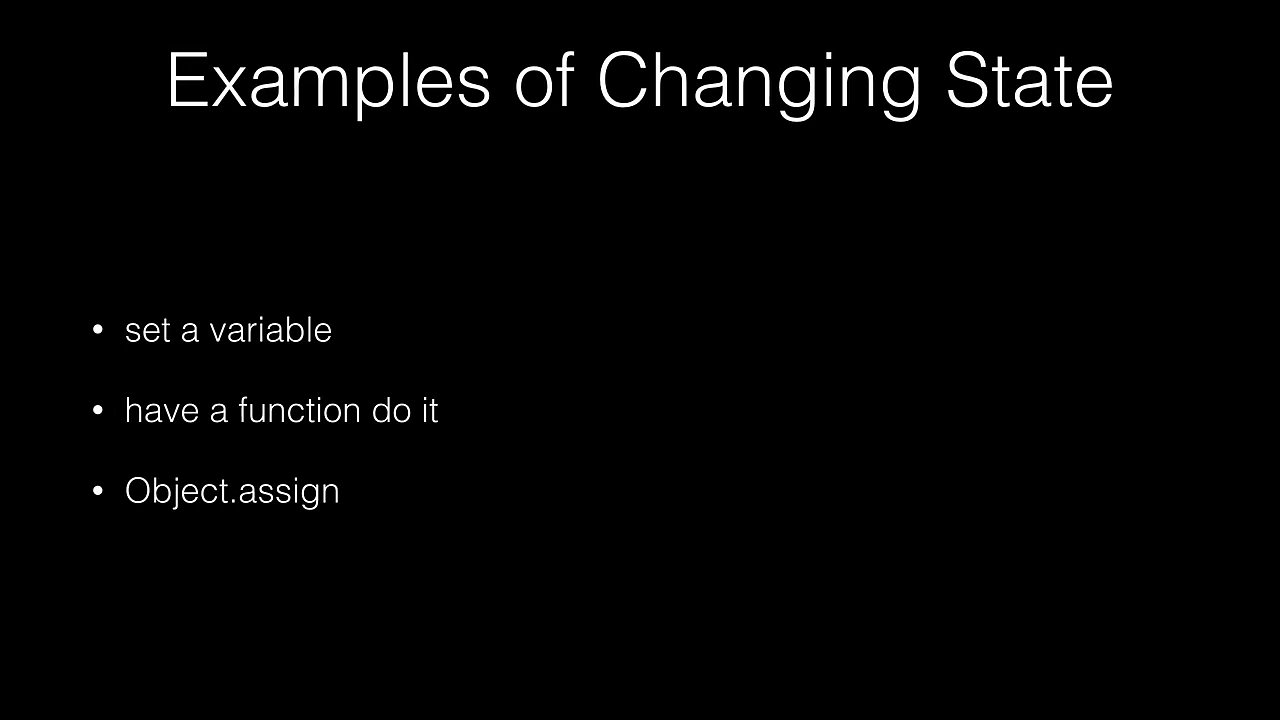 Examples of Changing State
• set a variable
• have a function do it
• Object.assign